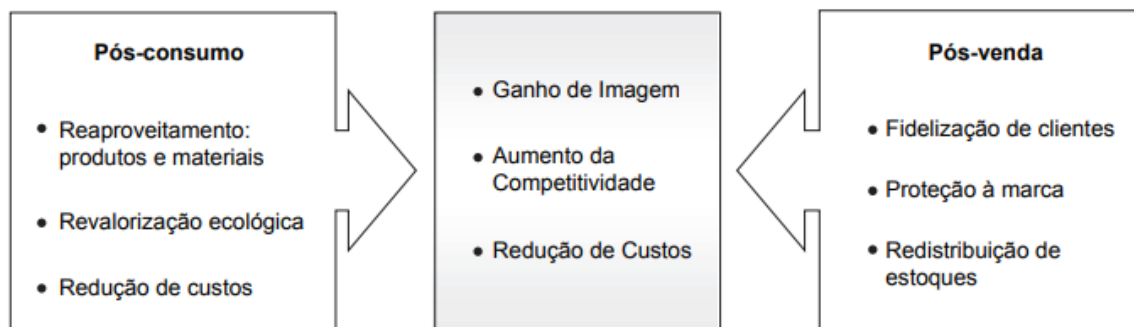 Pós-consumo
• Reaproveitamento:
produtos e materiais
• Revalorização ecológica
• Redução de custos
• Ganho de Imagem
• Aumento da
Competitividade
• Redução de Custos
Pós-venda
• Fidelização de clientes
• Proteção à marca
• Redistribuição de
estoques